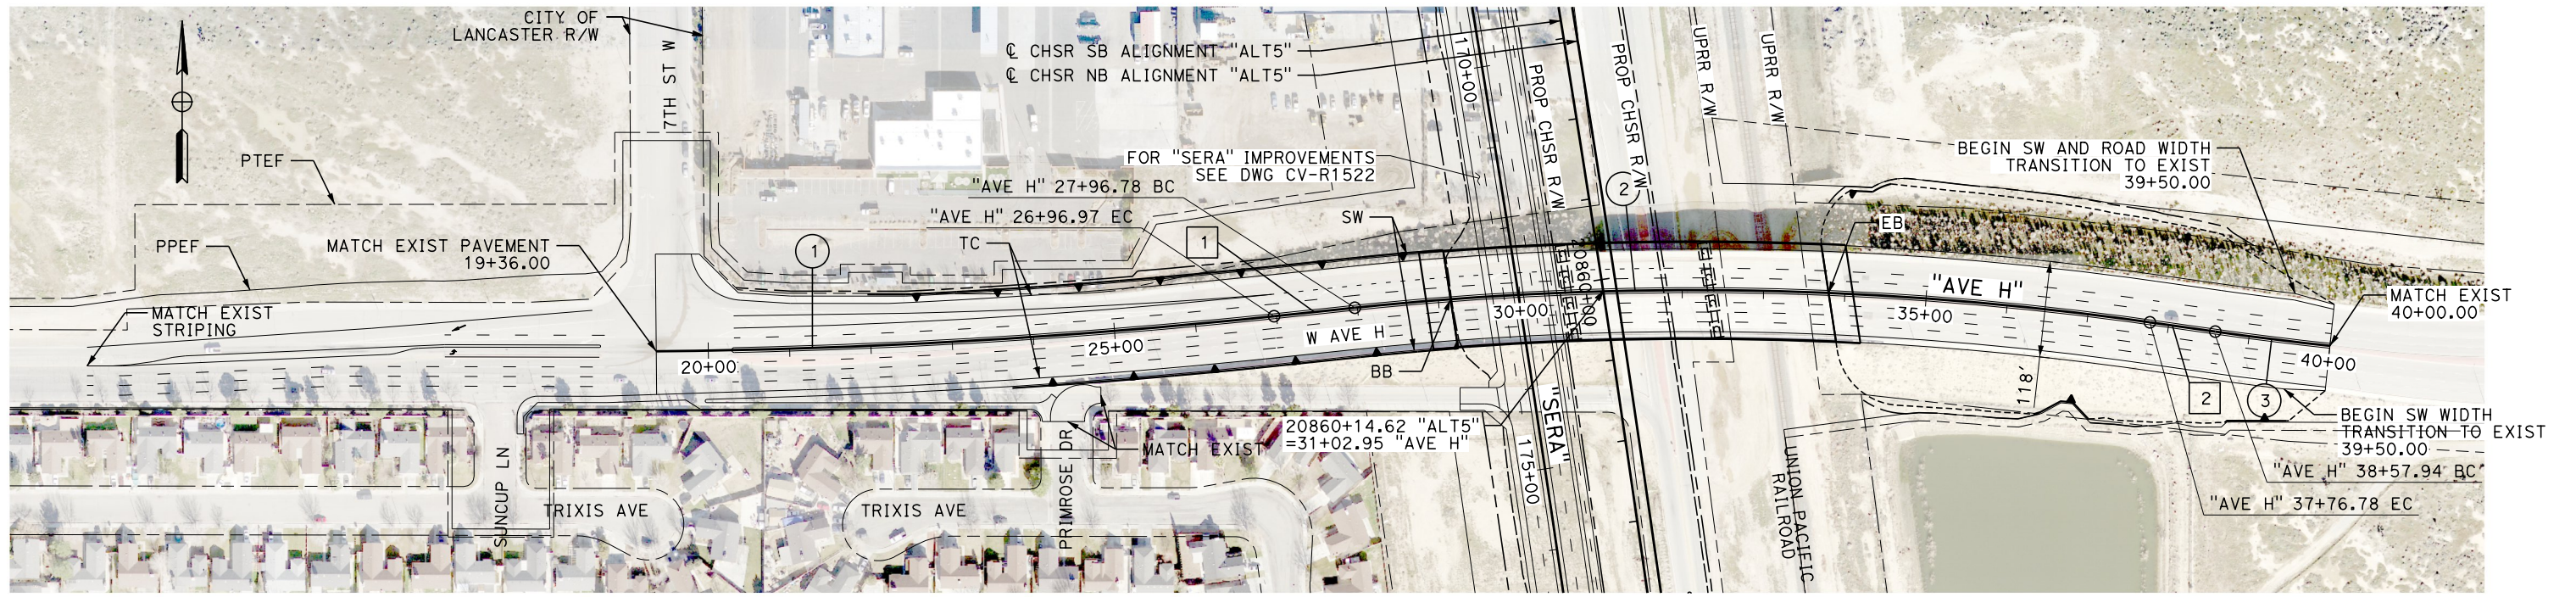 CITY OF
LANCASTER R/W
7TH ST W
℄ CHSR SB ALIGNMENT "ALT5"
℄ CHSR NB ALIGNMENT "ALT5"
170+00
PROP CHSR R/W
PROP CHSR R/W
UPRR R/W
UPRR R/W
PTEF
FOR "SERA" IMPROVEMENTS
SEE DWG CV-R1522
BEGIN SW AND ROAD WIDTH
TRANSITION TO EXIST
39+50.00
"AVE H" 27+96.78 BC
"AVE H" 26+96.97 EC
2
SW
EB
PPEF
MATCH EXIST PAVEMENT
19+36.00
1
TC
1
20860+00
"AVE H"
MATCH EXIST
40+00.00
MATCH EXIST
STRIPING
20+00
25+00
W AVE H
30+00
35+00
40+00
BB
118'
2
3
"SERA"
BEGIN SW WIDTH
TRANSITION TO EXIST
39+50.00
20860+14.62 "ALT5"
=31+02.95 "AVE H"
MATCH EXIST
175+00
"AVE H" 38+57.94 BC
"AVE H" 37+76.78 EC
SUNCUP LN
TRIXIS AVE
TRIXIS AVE
PRIMROSE DR
UNION PACIFIC
RAILROAD